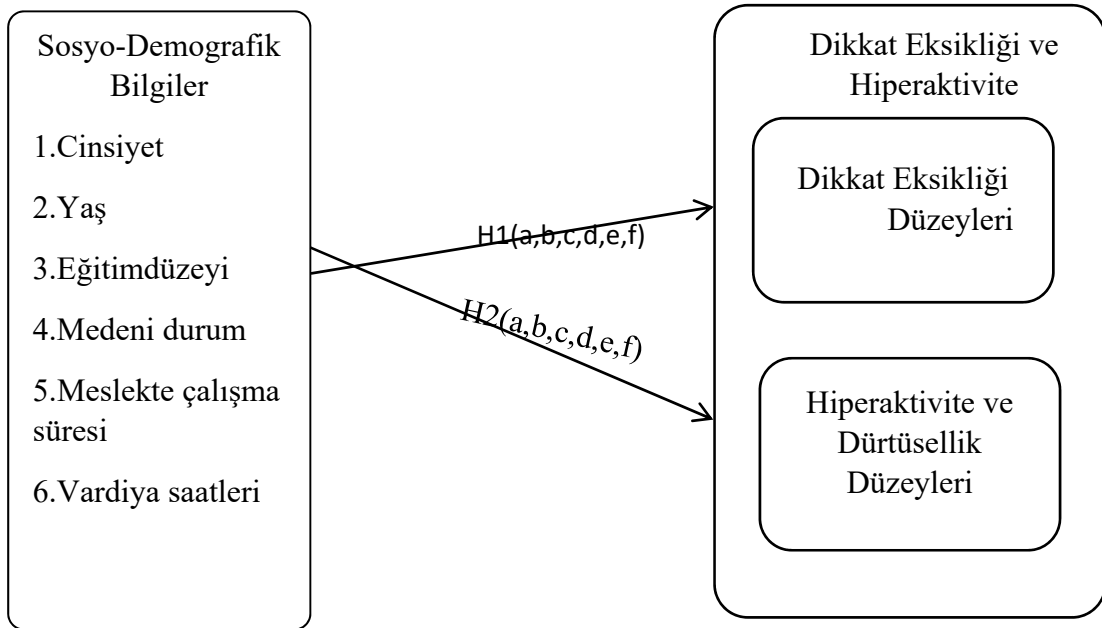 Sosyo-Demografik
Bilgiler
1.Cinsiyet
2.Yaş
3.Eğitimdüzeyi
4.Medeni durum
5.Meslekte çalışma
süresi
6.Vardiya saatleri
H1(a,b,c,d,e,f)
H2(a,b,c,d,e,f)
Dikkat Eksikliği ve
Hiperaktivite
Dikkat Eksikliği
Düzeyleri
Hiperaktivite ve
Dürtüsellik
Düzeyleri